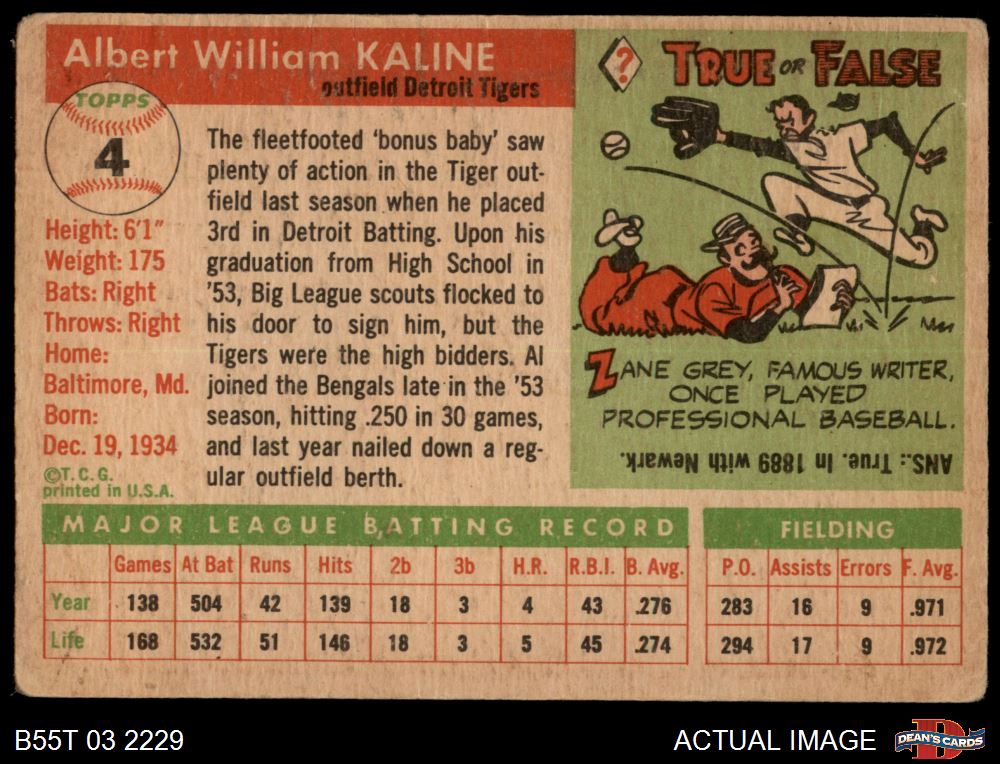 Albert William KALINE
outfield Detroit Tigers
TOPPS
4
Height: 6'1"
Weight: 175
Bats: Right
Throws: Right
Home:
Baltimore, Md.
Born:
Dec. 19, 1934
©T.C.G.
printed in U.S.A.
The fleetfooted 'bonus baby' saw
plenty of action in the Tiger out-
field last season when he placed
3rd in Detroit Batting. Upon his
graduation from High School in
'53, Big League scouts flocked to
his door to sign him, but the
Tigers were the high bidders. Al
joined the Bengals late in the '53
season, hitting .250 in 30 games,
and last year nailed down a reg-
ular outfield berth.
? TRUE OR FALSE
ZANE GREY, FAMOUS WRITER,
ONCE PLAYED
PROFESSIONAL BASEBALL.
ANS.: True. In 1889 with Newark.
MAJOR LEAGUE BATTING RECORD
Games At Bat Runs Hits 2b 3b H.R. R.B.I. B. Avg.
Year 138 504 42 139 18 3 4 43 .276
Life 168 532 51 146 18 3 5 45 .274
FIELDING
P.O. Assists Errors F. Avg.
283 16 9 .971
294 17 9 .972
B55T 03 2229
ACTUAL IMAGE
D
DEAN'S CARDS